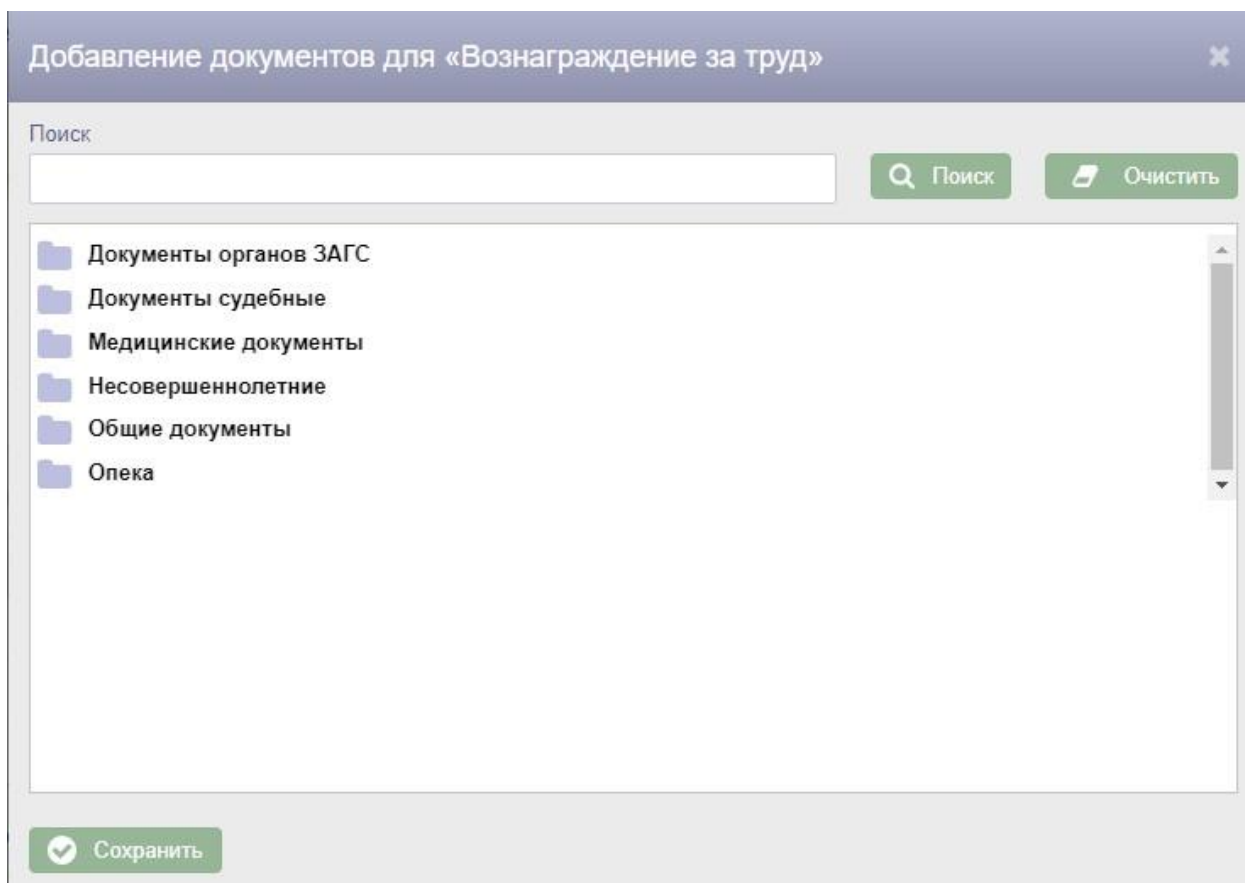 Добавление документов для «Вознаграждение за труд»
Поиск
Поиск
Очистить
Документы органов ЗАГС
Документы судебные
Медицинские документы
Несовершеннолетние
Общие документы
Опека
Сохранить